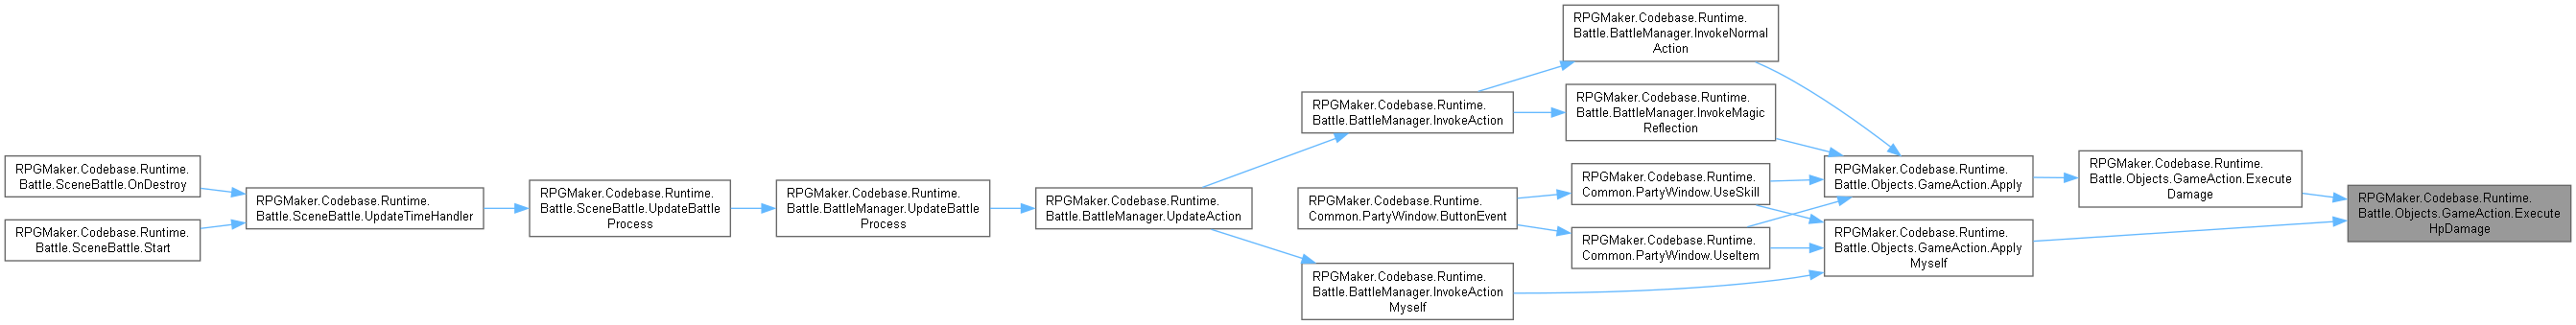 RPGMaker.Codebase.Runtime.
Battle.SceneBattle.OnDestroy
RPGMaker.Codebase.Runtime.
Battle.SceneBattle.Start
RPGMaker.Codebase.Runtime.
Battle.SceneBattle.UpdateTimeHandler
RPGMaker.Codebase.Runtime.
Battle.SceneBattle.UpdateBattle
Process
RPGMaker.Codebase.Runtime.
Battle.BattleManager.UpdateBattle
Process
RPGMaker.Codebase.Runtime.
Battle.BattleManager.UpdateAction
RPGMaker.Codebase.Runtime.
Battle.BattleManager.InvokeAction
RPGMaker.Codebase.Runtime.
Common.PartyWindow.ButtonEvent
RPGMaker.Codebase.Runtime.
Battle.BattleManager.InvokeAction
Myself
RPGMaker.Codebase.Runtime.
Battle.BattleManager.InvokeNormal
Action
RPGMaker.Codebase.Runtime.
Battle.BattleManager.InvokeMagic
Reflection
RPGMaker.Codebase.Runtime.
Common.PartyWindow.UseSkill
RPGMaker.Codebase.Runtime.
Common.PartyWindow.UseItem
RPGMaker.Codebase.Runtime.
Battle.Objects.GameAction.Apply
RPGMaker.Codebase.Runtime.
Battle.Objects.GameAction.Apply
Myself
RPGMaker.Codebase.Runtime.
Battle.Objects.GameAction.Execute
Damage
RPGMaker.Codebase.Runtime.
Battle.Objects.GameAction.Execute
HpDamage